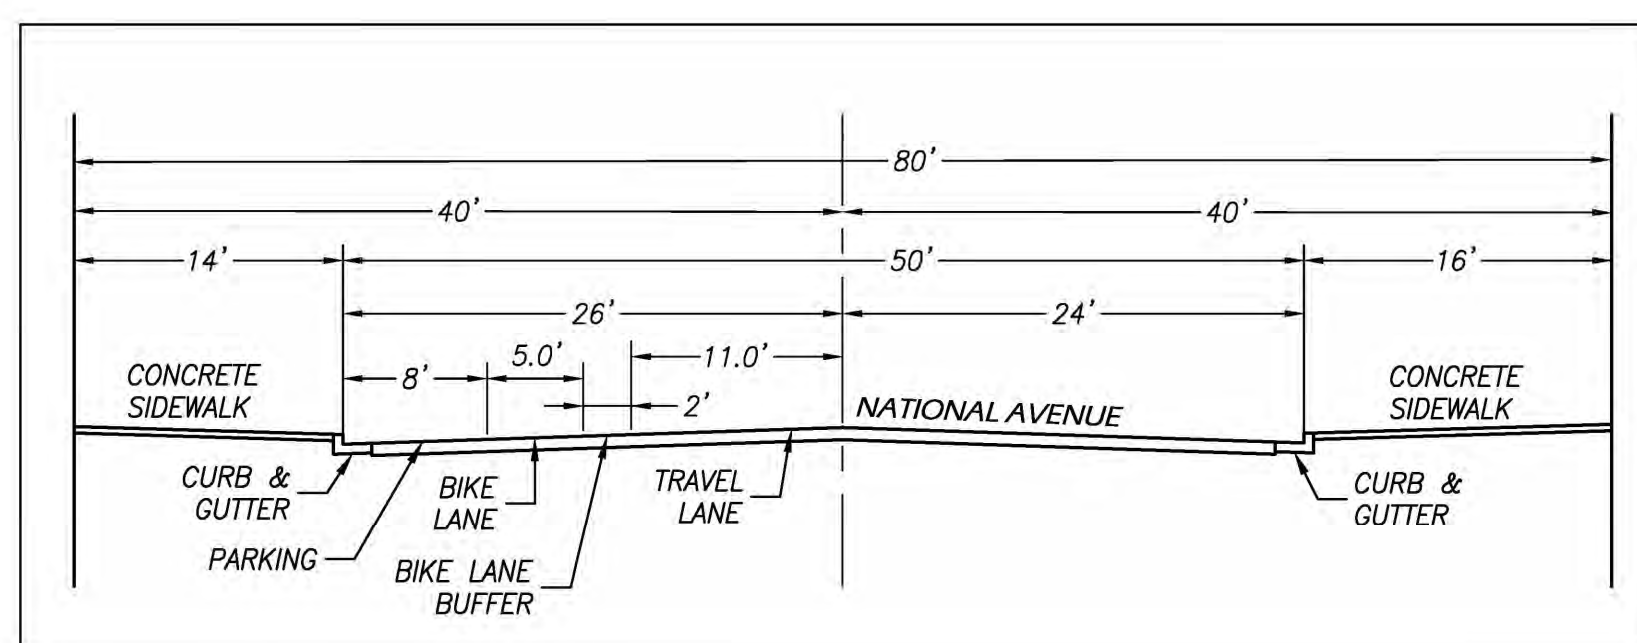 80'
40'
40'
14'
50'
16'
26'
24'
8'
5.0'
2'
11.0'
CONCRETE
SIDEWALK
NATIONAL AVENUE
CONCRETE
SIDEWALK
CURB &
GUTTER
PARKING
BIKE
LANE
BIKE LANE
BUFFER
TRAVEL
LANE
CURB &
GUTTER